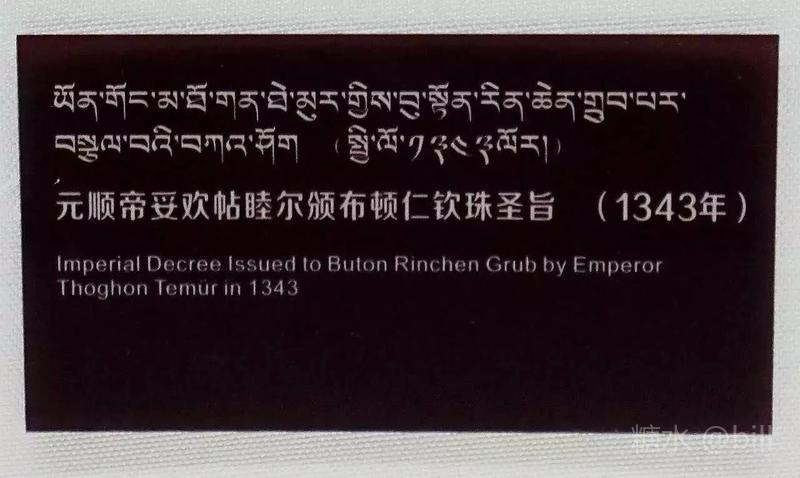 ཡོན་གོང་མ་ཐོ་གན་ཐེ་མུར་གྱིས་བུ་སྟོན་རིན་ཆེན་གྲུབ་པར་
བསྩལ་བའི་བཀའ་ཤོག (སྤྱི་ལོ་༡༣༤༣ལོར།)
元顺帝妥欢帖睦尔颁布顿仁钦珠圣旨 （1343年）
Imperial Decree Issued to Buton Rinchen Grub by Emperor
Thoghon Temür in 1343
糖水 @bill